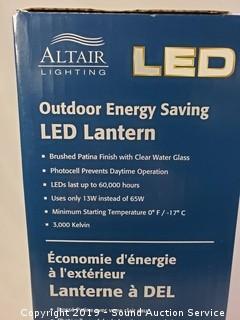 ALTAIR
LIGHTING
LED
Outdoor Energy Saving
LED Lantern
• Brushed Patina Finish with Clear Water Glass
• Photocell Prevents Daytime Operation
• LEDs last up to 60,000 hours
• Uses only 13W instead of 65W
• Minimum Starting Temperature 0° F / -17° C
• 3,000 Kelvin
Économie d'énergie
à l'extérieur
Lanterne à DEL
Copyright 2019 - Sound Auction Service